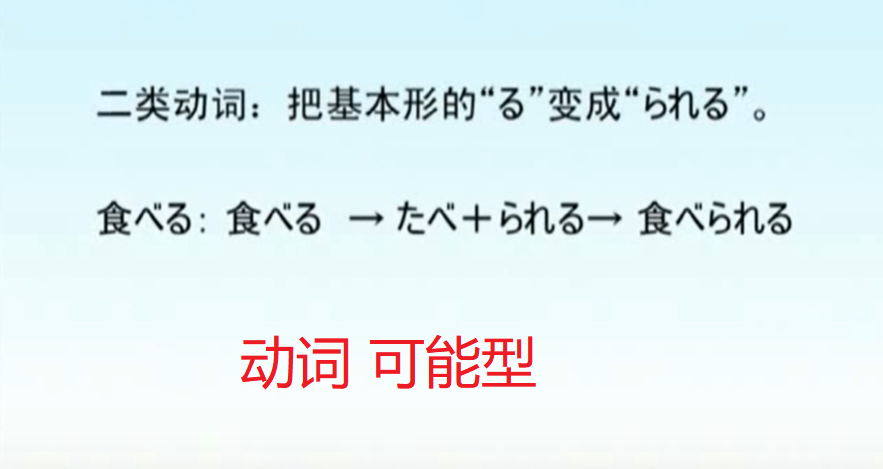 二类动词：把基本形的“る”变成“られる”。
食べる：食べる → たべ＋られる→ 食べられる
动词 可能型